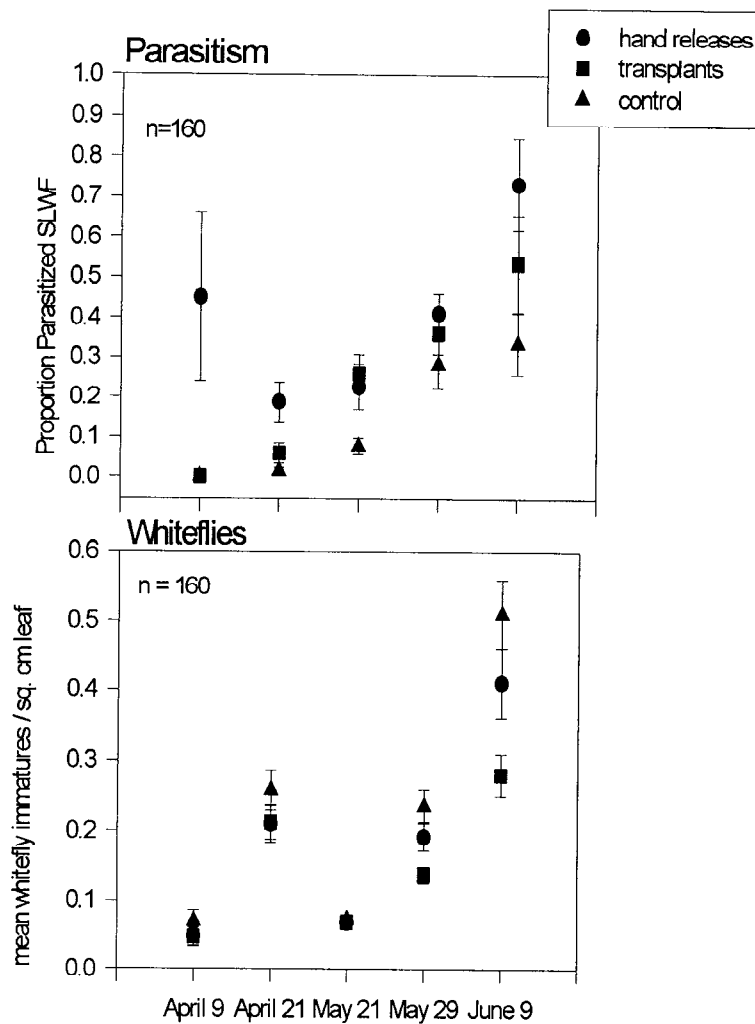 Parasitism
hand releases
transplants
control
n=160
Proportion Parasitized SLWF
1.0
0.9
0.8
0.7
0.6
0.5
0.4
0.3
0.2
0.1
0.0
Whiteflies
n = 160
mean whitefly immatures / sq. cm leaf
0.6
0.5
0.4
0.3
0.2
0.1
0.0
April 9 April 21 May 21 May 29 June 9